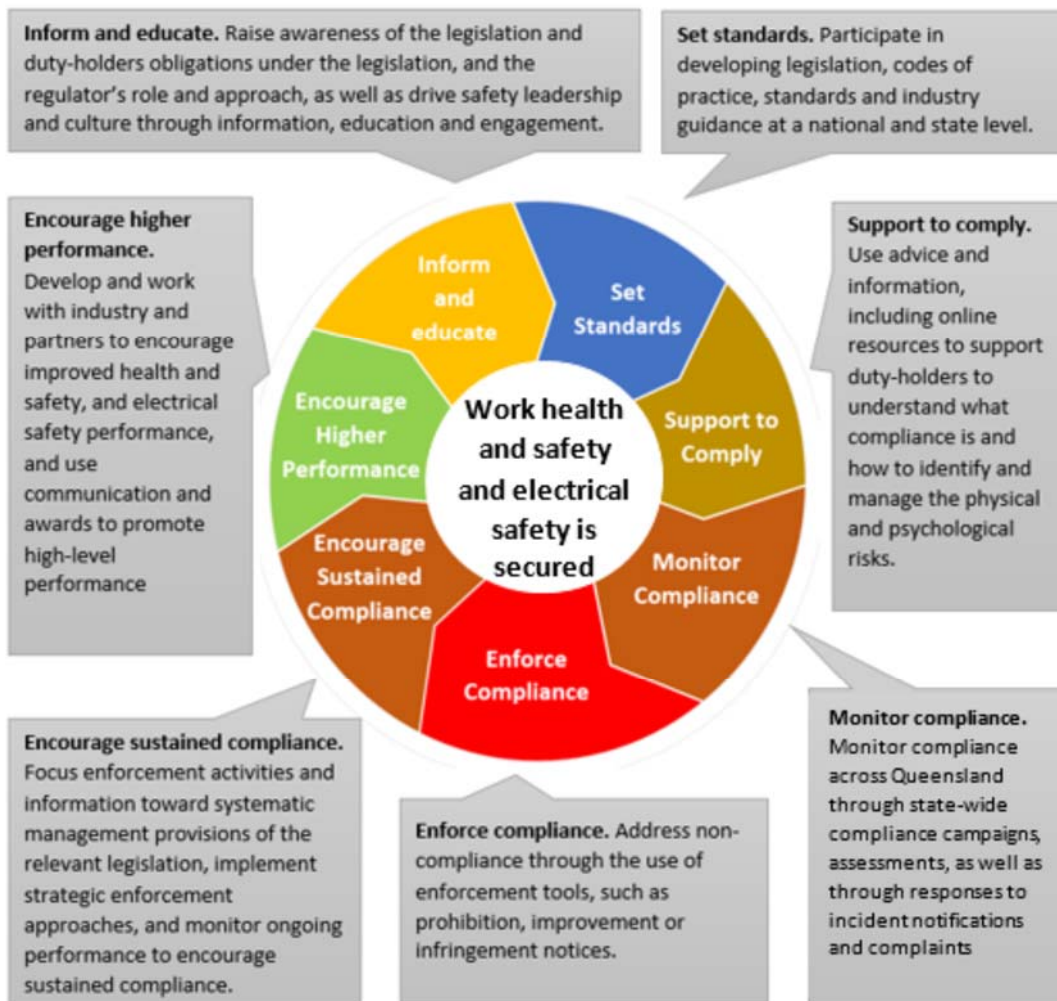 Inform and educate. Raise awareness of the legislation and
duty-holders obligations under the legislation, and the
regulator's role and approach, as well as drive safety leadership
and culture through information, education and engagement.
Set standards. Participate in
developing legislation, codes of
practice, standards and industry
guidance at a national and state level.
Encourage higher
performance.
Develop and work
with industry and
partners to encourage
improved health and
safety, and electrical
safety performance,
and use
communication and
awards to promote
high-level
performance
Inform
and
educate
Set
Standards
Support to comply.
Use advice and
information,
including online
resources to support
duty-holders to
understand what
compliance is and
how to identify and
manage the physical
and psychological
risks.
Encourage
Higher
Performance
Work health
and safety
and electrical
safety is
secured
Support to
Comply
Encourage
Sustained
Compliance
Monitor
Compliance
Enforce
Compliance
Encourage sustained compliance.
Focus enforcement activities and
information toward systematic
management provisions of the
relevant legislation, implement
strategic enforcement
approaches, and monitor ongoing
performance to encourage
sustained compliance.
Enforce compliance. Address non-
compliance through the use of
enforcement tools, such as
prohibition, improvement or
infringement notices.
Monitor compliance.
Monitor compliance
across Queensland
through state-wide
compliance campaigns,
assessments, as well as
through responses to
incident notifications
and complaints